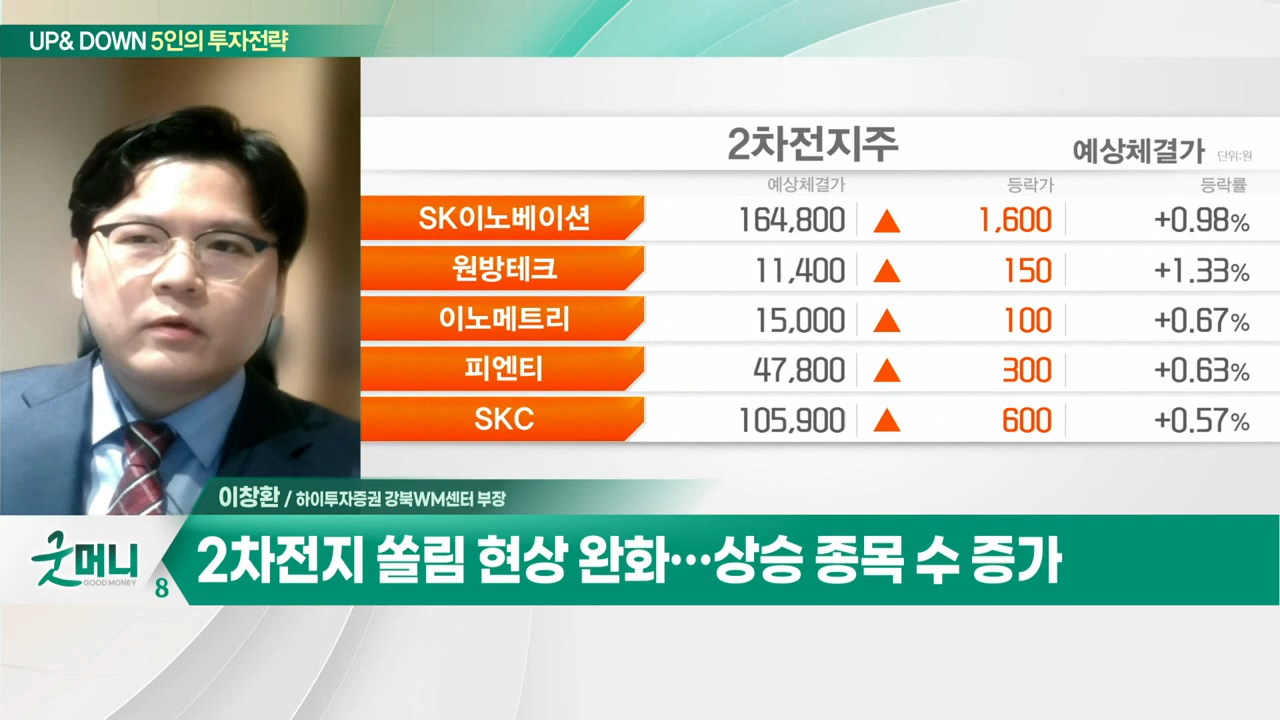 UP& DOWN 5인의 투자전략
2차전지주 예상체결가 단위:원
예상체결가 등락가 등락률
SK이노베이션 164,800 ▲ 1,600 +0.98%
원방테크 11,400 ▲ 150 +1.33%
이노메트리 15,000 ▲ 100 +0.67%
피엔티 47,800 ▲ 300 +0.63%
SKC 105,900 ▲ 600 +0.57%
이창환 / 하이투자증권 강북WM센터 부장
굿머니
GOOD MONEY
8
2차전지 쏠림 현상 완화…상승 종목 수 증가